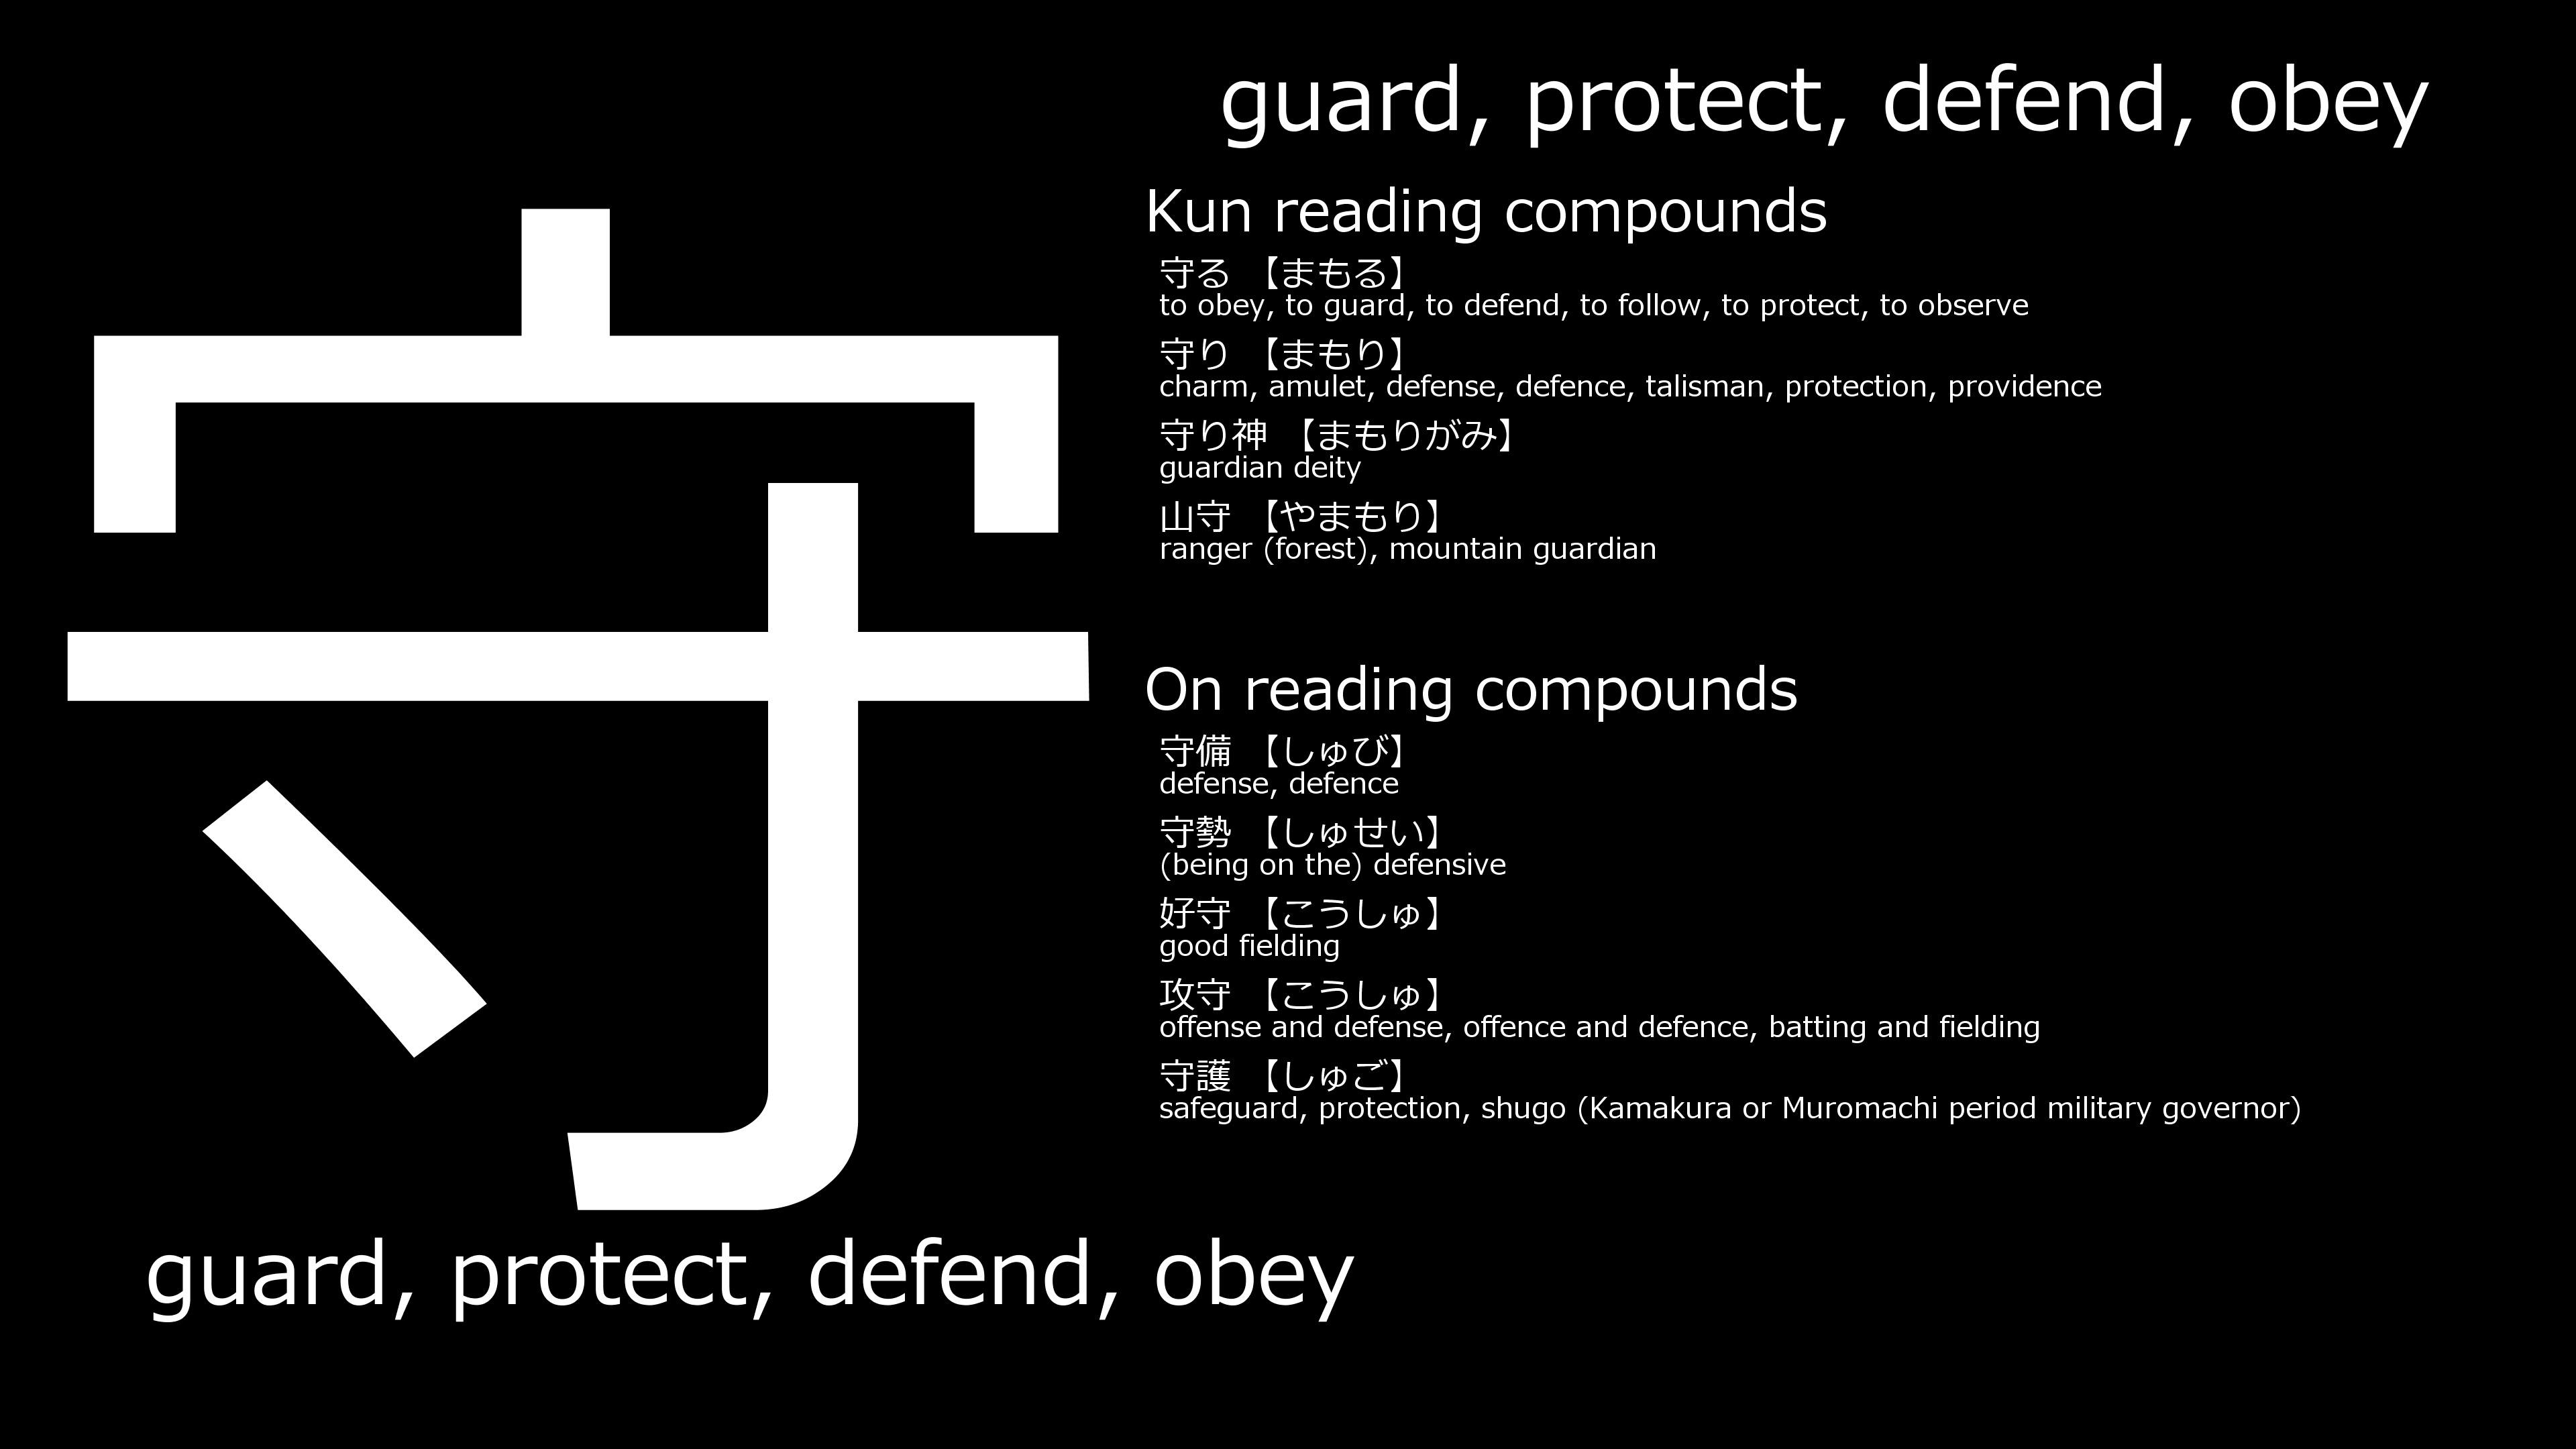 守
guard, protect, defend, obey
guard, protect, defend, obey
Kun reading compounds
守る 【まもる】
to obey, to guard, to defend, to follow, to protect, to observe
守り 【まもり】
charm, amulet, defense, defence, talisman, protection, providence
守り神 【まもりがみ】
guardian deity
山守 【やまもり】
ranger (forest), mountain guardian
On reading compounds
守備 【しゅび】
defense, defence
守勢 【しゅせい】
(being on the) defensive
好守 【こうしゅ】
good fielding
攻守 【こうしゅ】
offense and defense, offence and defence, batting and fielding
守護 【しゅご】
safeguard, protection, shugo (Kamakura or Muromachi period military governor)